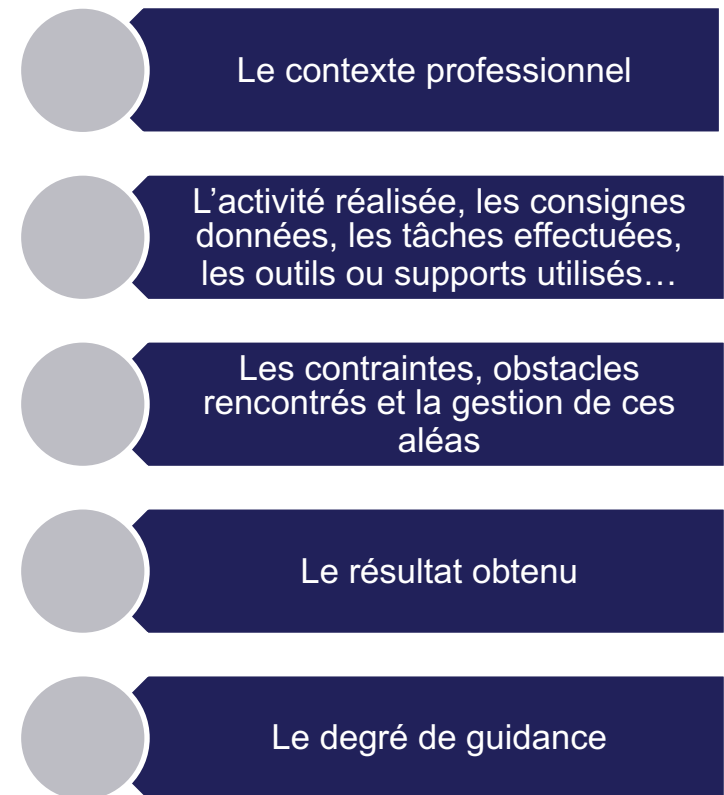 Le contexte professionnel
L’activité réalisée, les consignes
données, les tâches effectuées,
les outils ou supports utilisés…
Les contraintes, obstacles
rencontrés et la gestion de ces
aléas
Le résultat obtenu
Le degré de guidance